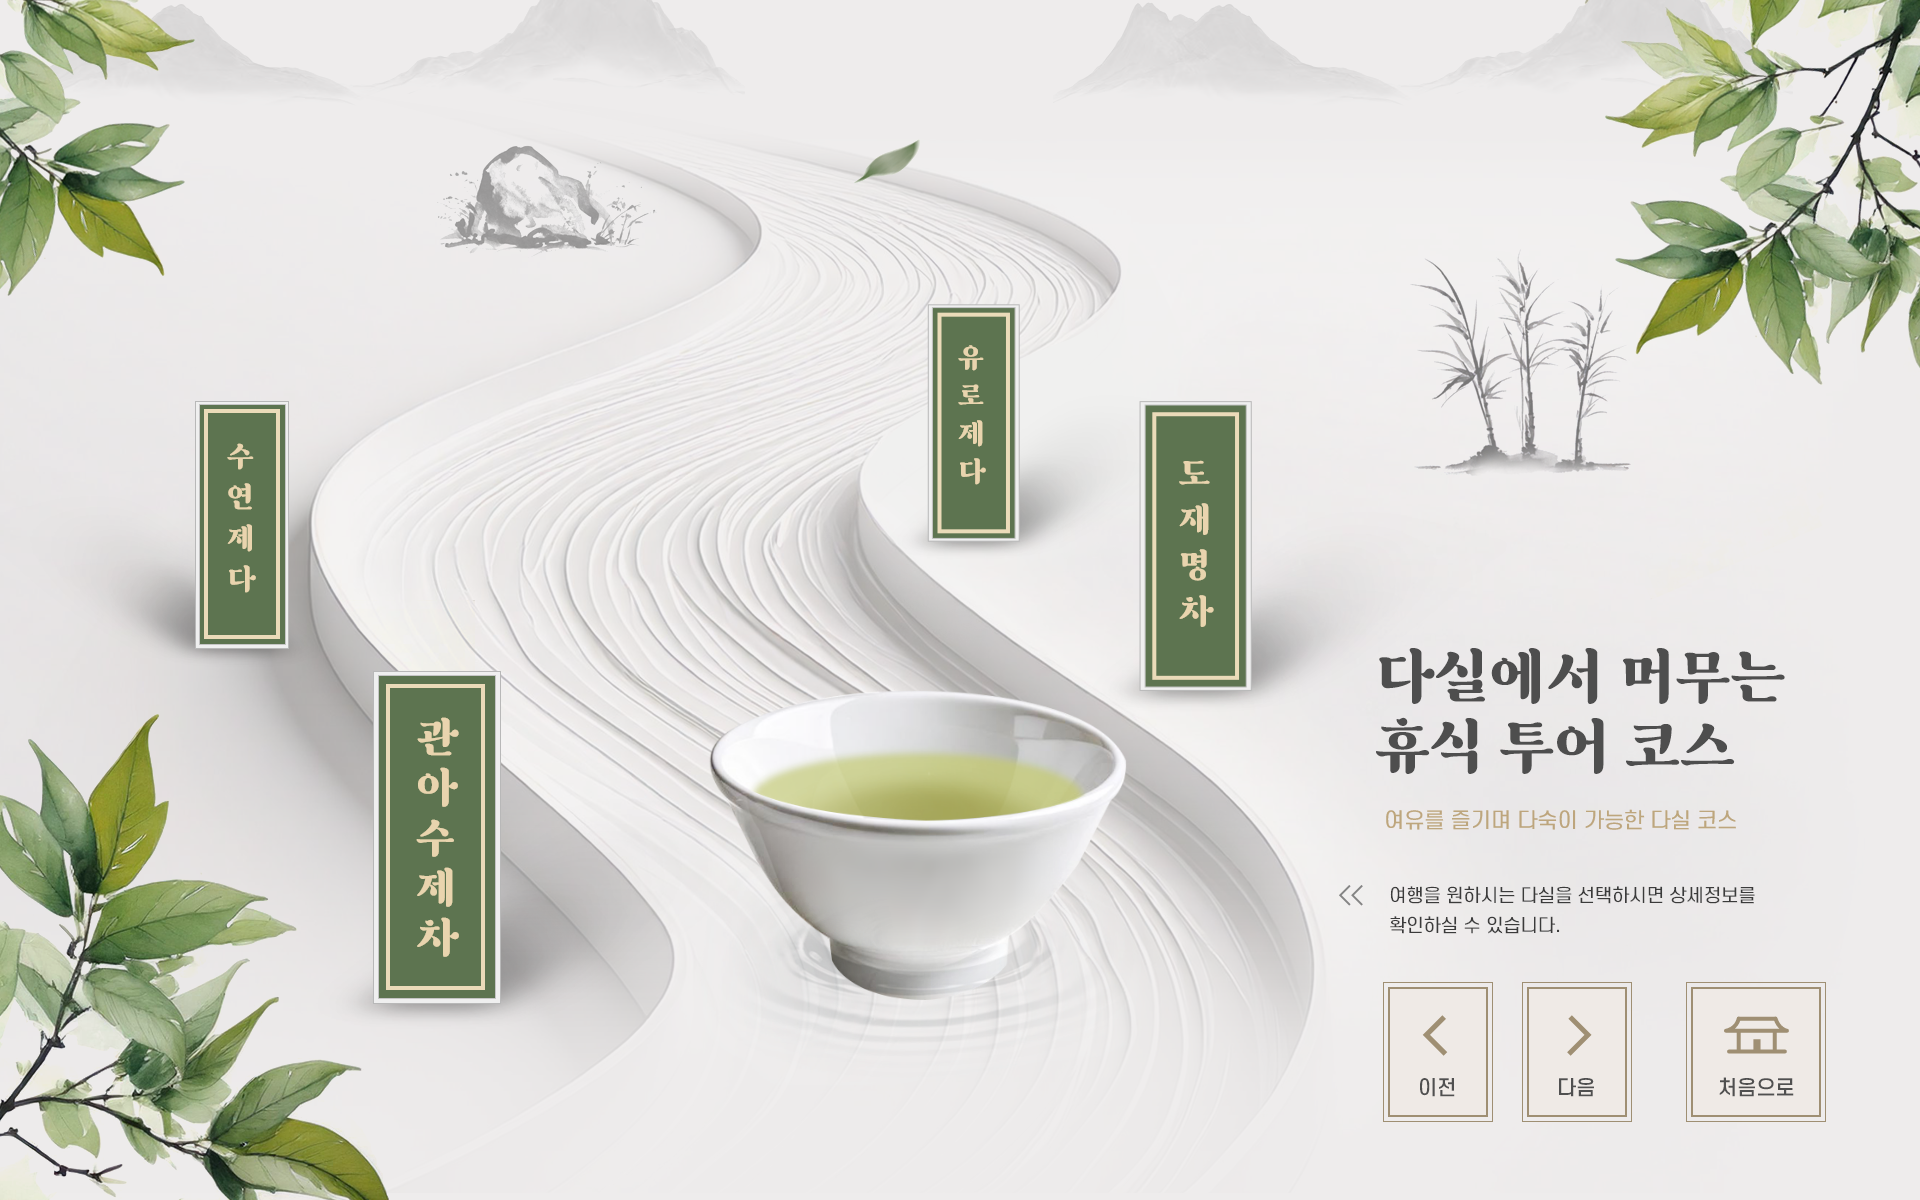 유로제다
수연제다
도재명차
관아수제차
다실에서 머무는
휴식 투어 코스
여유를 즐기며 다숙이 가능한 다실 코스
여행을 원하시는 다실을 선택하시면 상세정보를
확인하실 수 있습니다.
이전
다음
처음으로